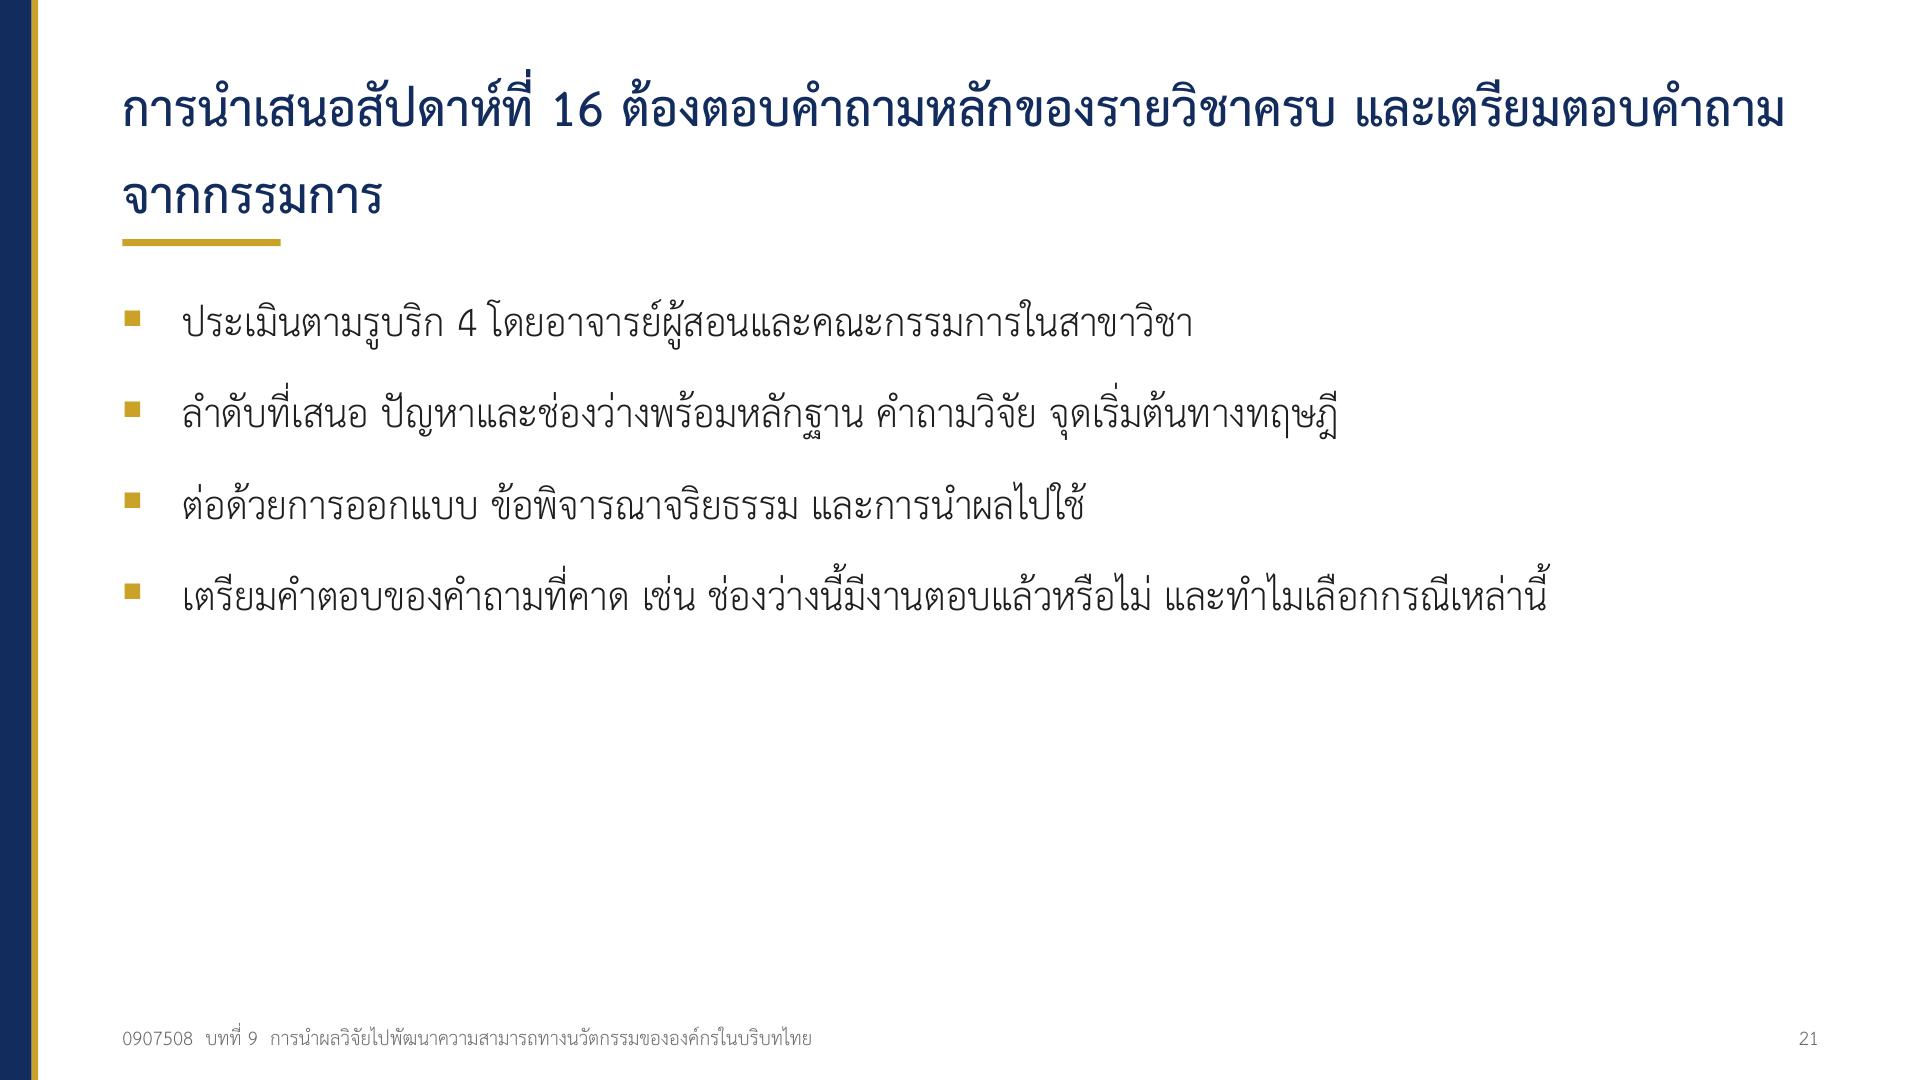 การนำเสนอสัปดาห์ที่ 16 ต้องตอบคำถามหลักของรายวิชาครบ และเตรียมตอบคำถาม
จากกรรมการ
ประเมินตามรูบริก 4 โดยอาจารย์ผู้สอนและคณะกรรมการในสาขาวิชา
ลำดับที่เสนอ ปัญหาและช่องว่างพร้อมหลักฐาน คำถามวิจัย จุดเริ่มต้นทางทฤษฎี
ต่อด้วยการออกแบบ ข้อพิจารณาจริยธรรม และการนำผลไปใช้
เตรียมคำตอบของคำถามที่คาด เช่น ช่องว่างนี้มีงานตอบแล้วหรือไม่ และทำไมเลือกกรณีเหล่านี้
0907508 บทที่ 9 การนำผลวิจัยไปพัฒนาความสามารถทางนวัตกรรมขององค์กรในบริบทไทย
21